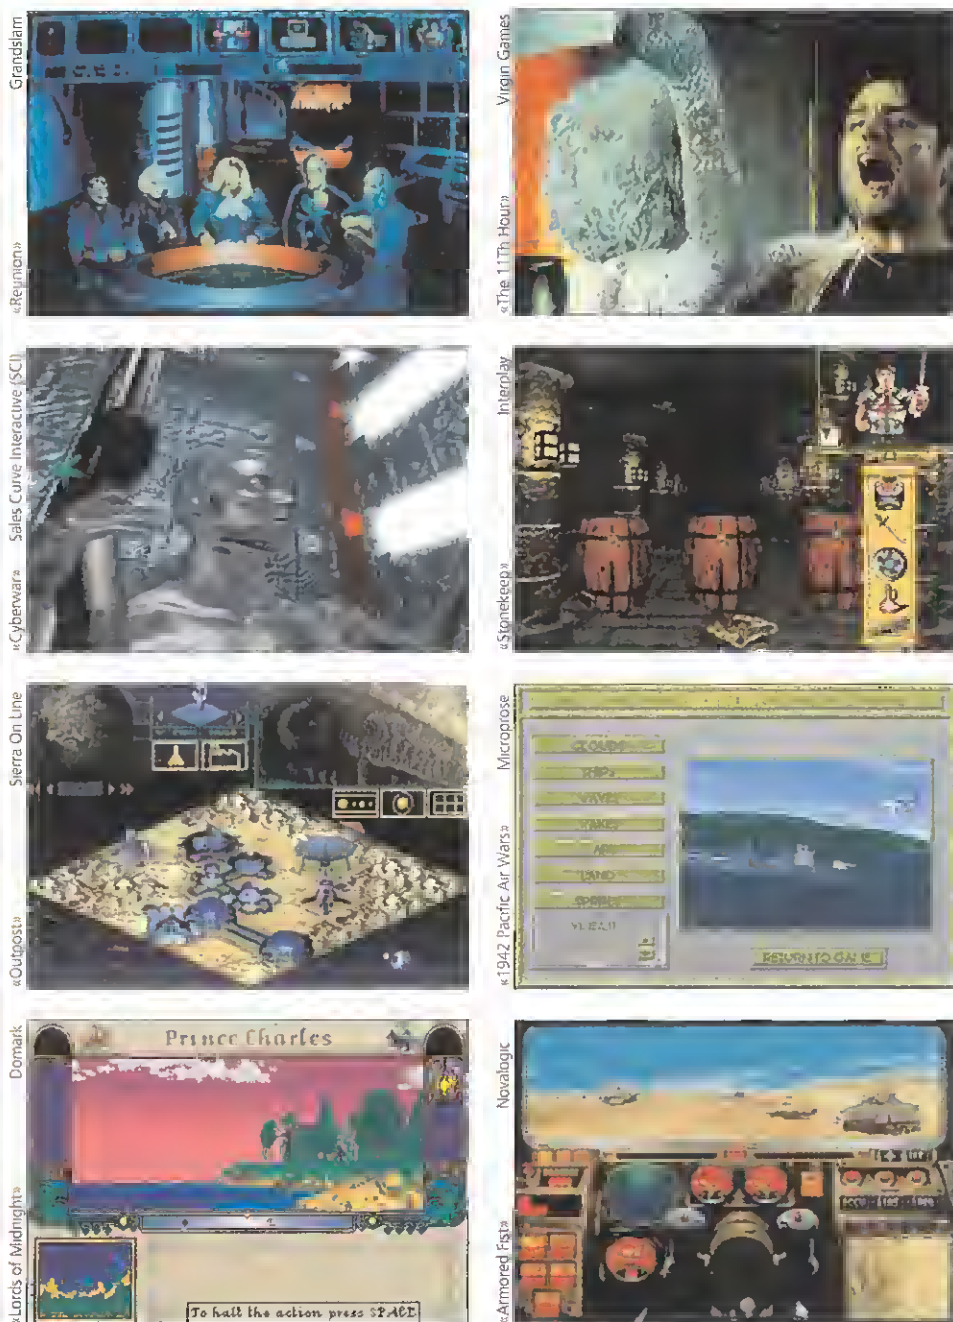 «Reunion» Grandslam
«The 11Th Hour» Virgin Games
«Cyberwar» Sales Curve Interactive (SCI)
«Stonekeep» Interplay
«Outpost» Sierra On Line
«1942 Pacific Air Wars» Microprose
CLOUDS
SHIPS
WAVES
WAKES
LAND
RETURN TO GAME
«Lords of Midnight» Domark
Prince Charles
To halt the action press SPACE
«Armored Fist» Novalogic